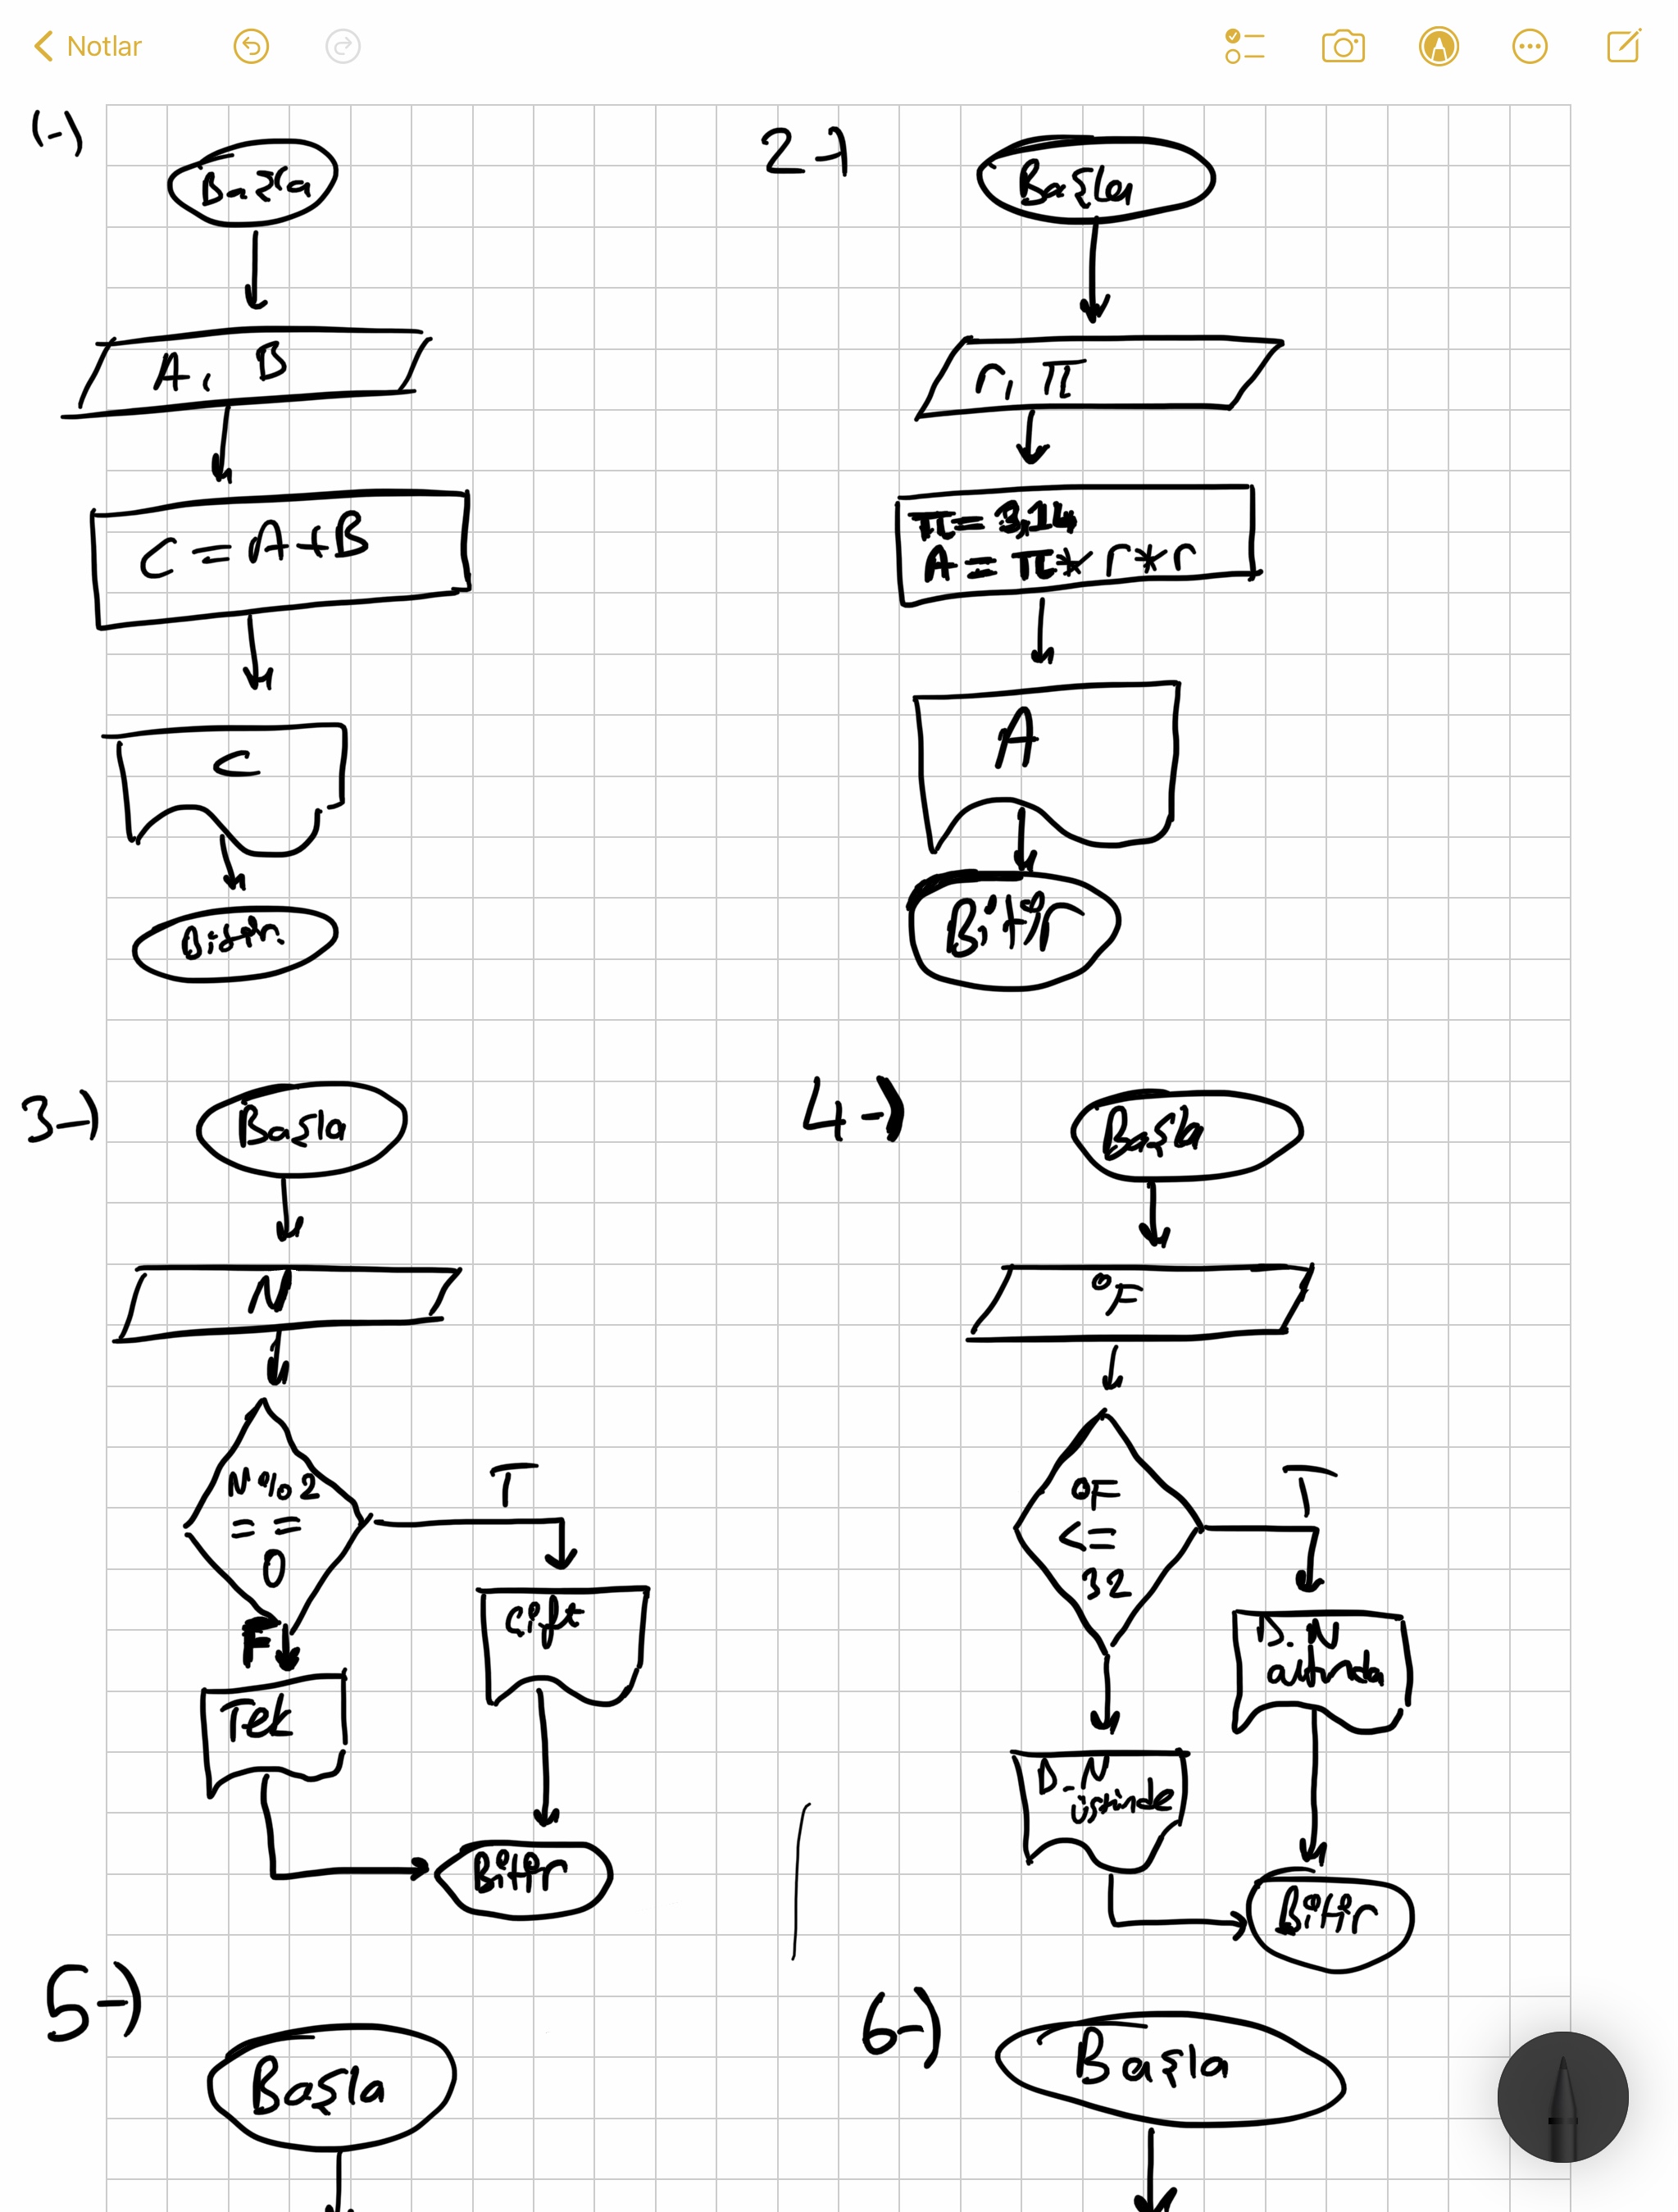 Notlar
1-)
Başla
A, B
C = A+B
C
Bitir
2-)
Başla
r, π
π = 3,14
A = π * r * r
A
Bitir
3-)
Başla
N
N % 2
= =
0
T
F
Çift
Tek
Bitir
4-)
Başla
°F
°F
<=
32
T
D.N
altında
D.N
üstünde
Bitir
5-)
Başla
6-)
Başla